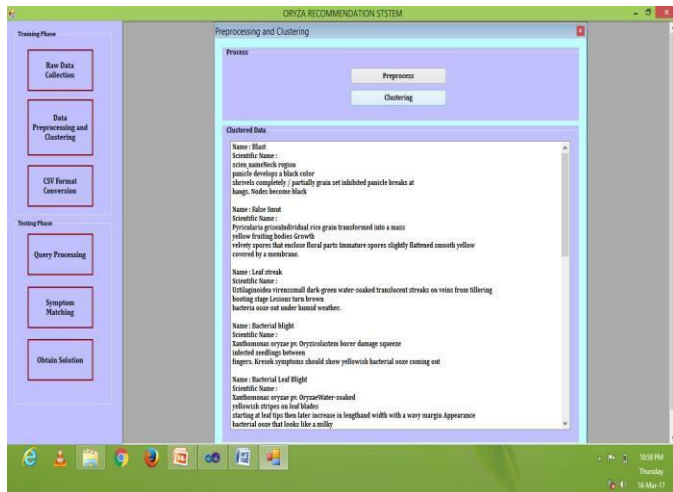 ORYZA RECOMMENDATION STSTEM
Training Phase
Raw Data
Collection
Data
Preprocessing and
Clustering
CSV Format
Conversion
Testing Phase
Query Processing
Symptom
Matching
Obtain Solution
Preprocessing and Clustering
Process
Preprocess
Clustering
Clustered Data
Name : Blast
Scientific Name :
scien_nameNeck region
panicle develops a black color
shrivels completely / partially grain set inhibited panicle breaks at
hangs. Nodes become black
Name : False Smut
Scientific Name :
Pyricularia griseaIndividual rice grain transformed into a mass
yellow fruiting bodies Growth
velvety spores that enclose floral parts Immature spores slightly flattened smooth yellow
covered by a membrane.
Name : Leaf streak
Scientific Name :
Ustilaginoidea virenssmall dark-green water-soaked translucent streaks on veins from tillering
booting stage Lesions turn brown
bacteria ooze out under humid weather.
Name : Bacterial blight
Scientific Name :
Xanthomonas oryzae pv. Oryzicolastem borer damage squeeze
infected seedlings between
fingers. Kresek symptoms should show yellowish bacterial ooze coming out
Name : Bacterial Leaf Blight
Scientific Name :
Xanthomonas oryzae pv. OryzaeWater-soaked
yellowish stripes on leaf blades
starting at leaf tips then later increase in lengthand width with a wavy margin Appearance
bacterial ooze that looks like a milky
10:58 PM
Thursday
16-Mar-17